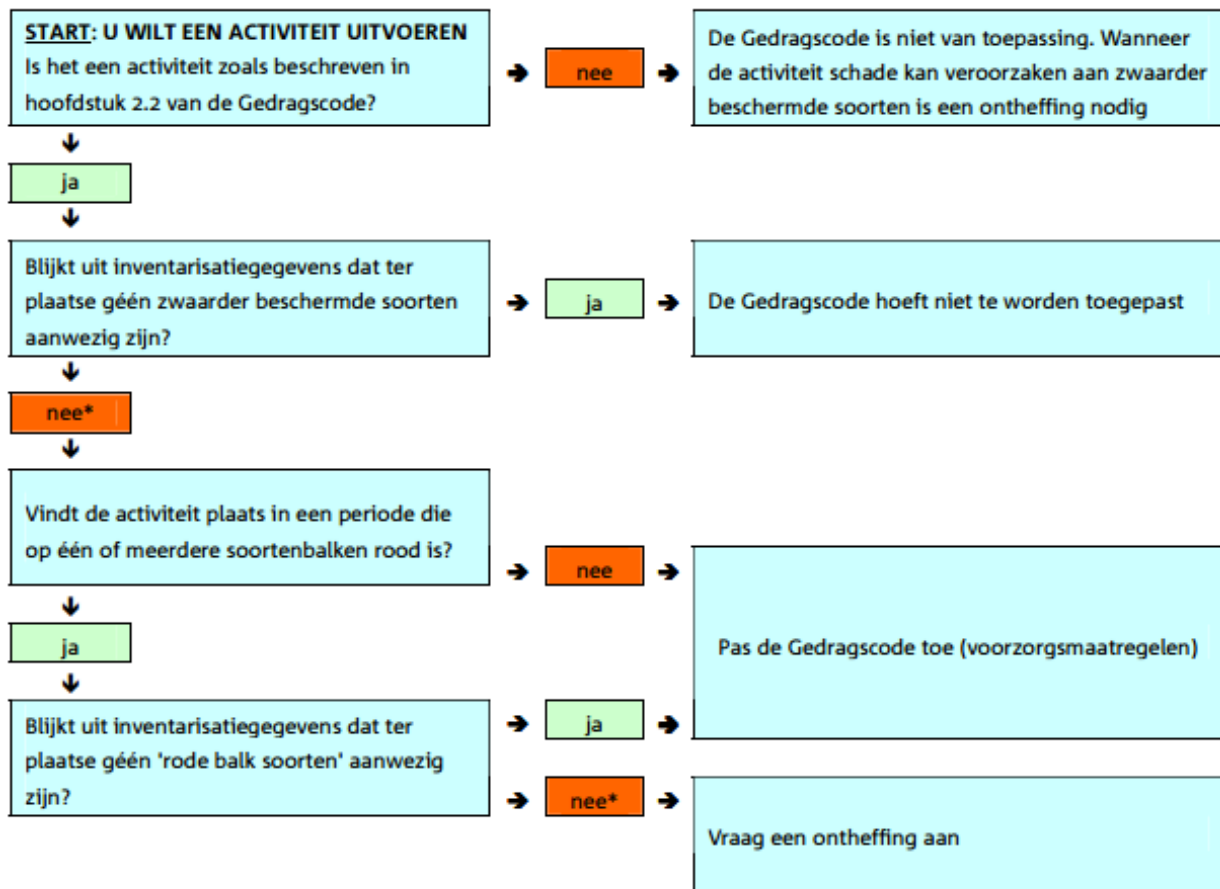 START: U WILT EEN ACTIVITEIT UITVOEREN
Is het een activiteit zoals beschreven in
hoofdstuk 2.2 van de Gedragscode?
nee
De Gedragscode is niet van toepassing. Wanneer
de activiteit schade kan veroorzaken aan zwaarder
beschermde soorten is een ontheffing nodig
ja
Blijkt uit inventarisatiegegevens dat ter
plaatse géén zwaarder beschermde soorten
aanwezig zijn?
ja
De Gedragscode hoeft niet te worden toegepast
nee*
Vindt de activiteit plaats in een periode die
op één of meerdere soortenbalken rood is?
nee
Pas de Gedragscode toe (voorzorgsmaatregelen)
ja
Blijkt uit inventarisatiegegevens dat ter
plaatse géén 'rode balk soorten' aanwezig
zijn?
ja
nee*
Vraag een ontheffing aan